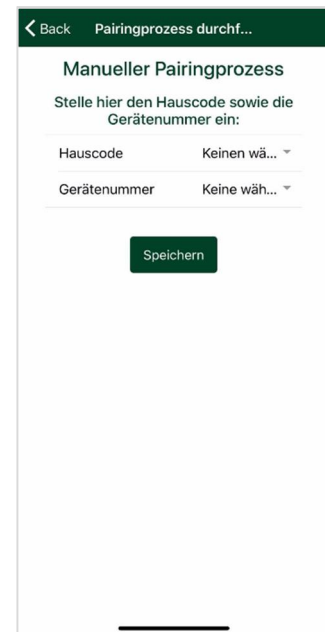 Back Pairingprozess durchf...
Manueller Pairingprozess
Stelle hier den Hauscode sowie die
Gerätenummer ein:
Hauscode Keinen wä...
Gerätenummer Keine wäh...
Speichern